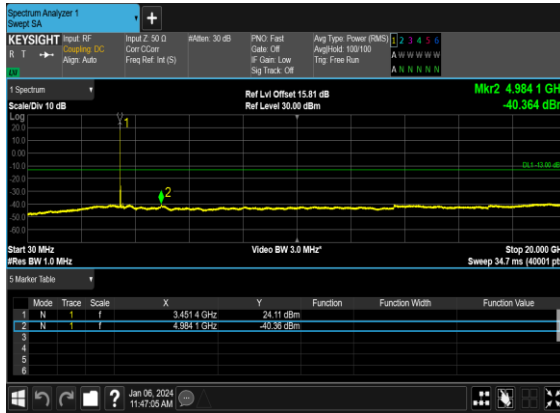 Spectrum Analyzer 1
Swept SA
KEYSIGHT
R T
Input: RF
Coupling: DC
Align: Auto
Input Z: 50 Ω
Corr CCorr
Freq Ref: Int (S)
#Atten: 30 dB
PNO: Fast
Gate: Off
IF Gain: Low
Sig Track: Off
Avg Type: Power (RMS)
Avg|Hold: 100/100
Trig: Free Run
1 2 3 4 5 6
A W W W W W
A N N N N N
1 Spectrum
Scale/Div 10 dB
Ref Lvl Offset 15.81 dB
Ref Level 30.00 dBm
Mkr2 4.984 1 GH
-40.364 dB
Log
20.0
10.0
0.00
-10.0
-20.0
-30.0
-40.0
-50.0
-60.0
1
2
DL1 -13.00 dB
Start 30 MHz
#Res BW 1.0 MHz
Video BW 3.0 MHz*
Stop 20.000 GH
Sweep 34.7 ms (40001 pt
5 Marker Table
Mode Trace Scale X Y Function Function Width Function Value
1 N 1 f 3.451 4 GHz 24.11 dBm
2 N 1 f 4.984 1 GHz -40.36 dBm
3
4
5
6
?
Jan 06, 2024
11:47:05 AM